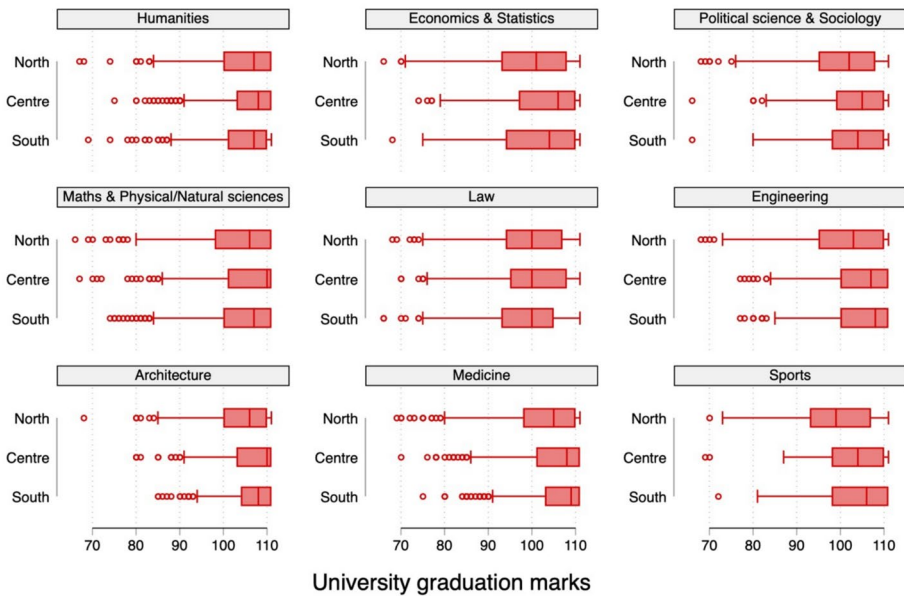 Humanities
Economics & Statistics
Political science & Sociology
North
North
North
Centre
Centre
Centre
South
South
South
Maths & Physical/Natural sciences
Law
Engineering
North
North
North
Centre
Centre
Centre
South
South
South
Architecture
Medicine
Sports
North
North
North
Centre
Centre
Centre
South
South
South
70 80 90 100 110
70 80 90 100 110
70 80 90 100 110
University graduation marks